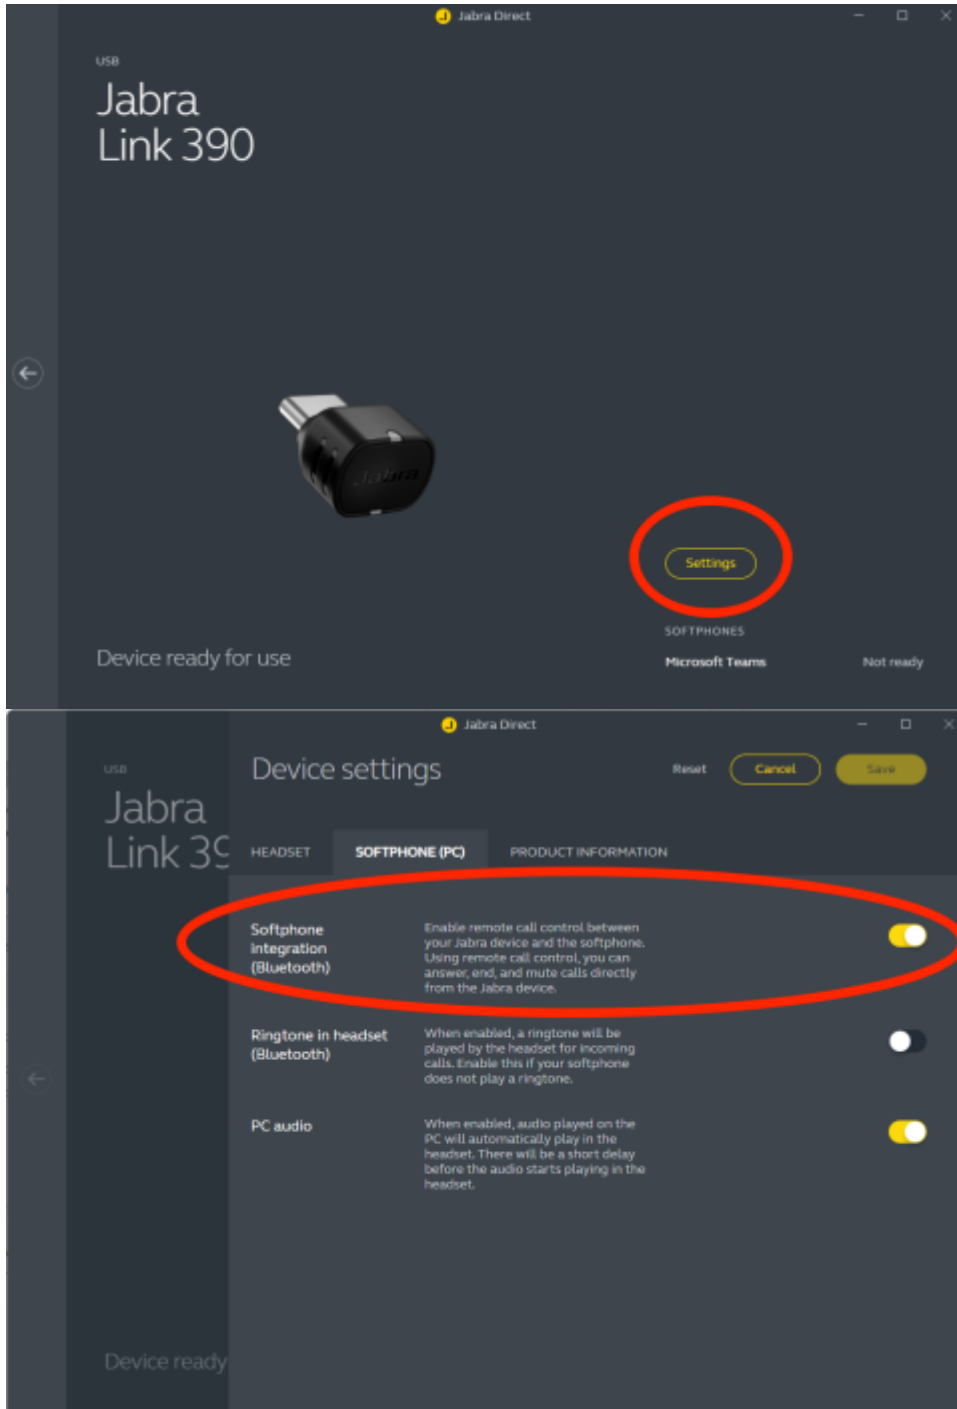 Jabra Direct
USB
Jabra
Link 390
Jabra
Settings
SOFTPHONES
Device ready for use
Microsoft Teams Not ready
Jabra Direct
USB
Device settings
Reset Cancel Save
Jabra
Link 39
HEADSET SOFTPHONE (PC) PRODUCT INFORMATION
Softphone
integration
(Bluetooth)
Enable remote call control between
your Jabra device and the softphone.
Using remote call control, you can
answer, end, and mute calls directly
from the Jabra device.
Ringtone in headset
(Bluetooth)
When enabled, a ringtone will be
played by the headset for incoming
calls. Enable this if your softphone
does not play a ringtone.
PC audio
When enabled, audio played on the
PC will automatically play in the
headset. There will be a short delay
before the audio starts playing in the
headset.
Device ready